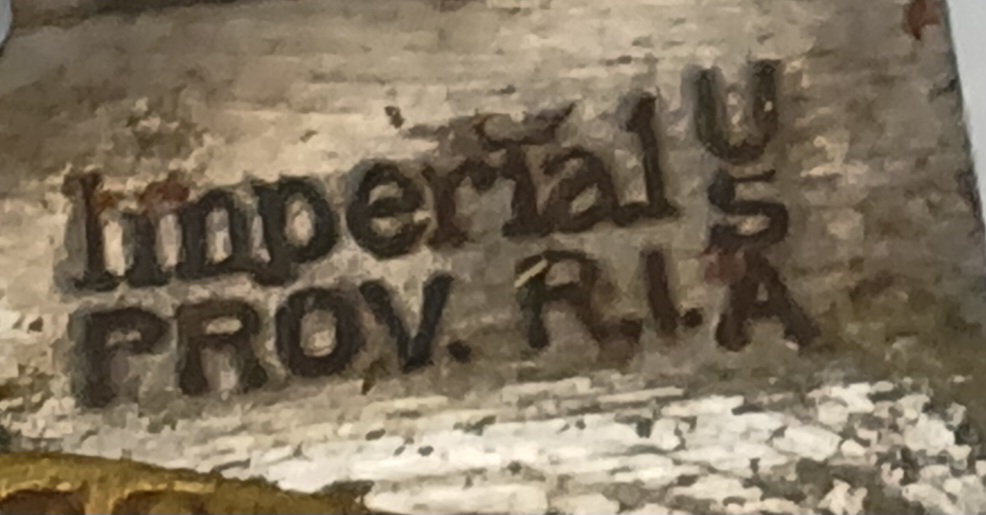 Imperial
PROV. R.I.
USA